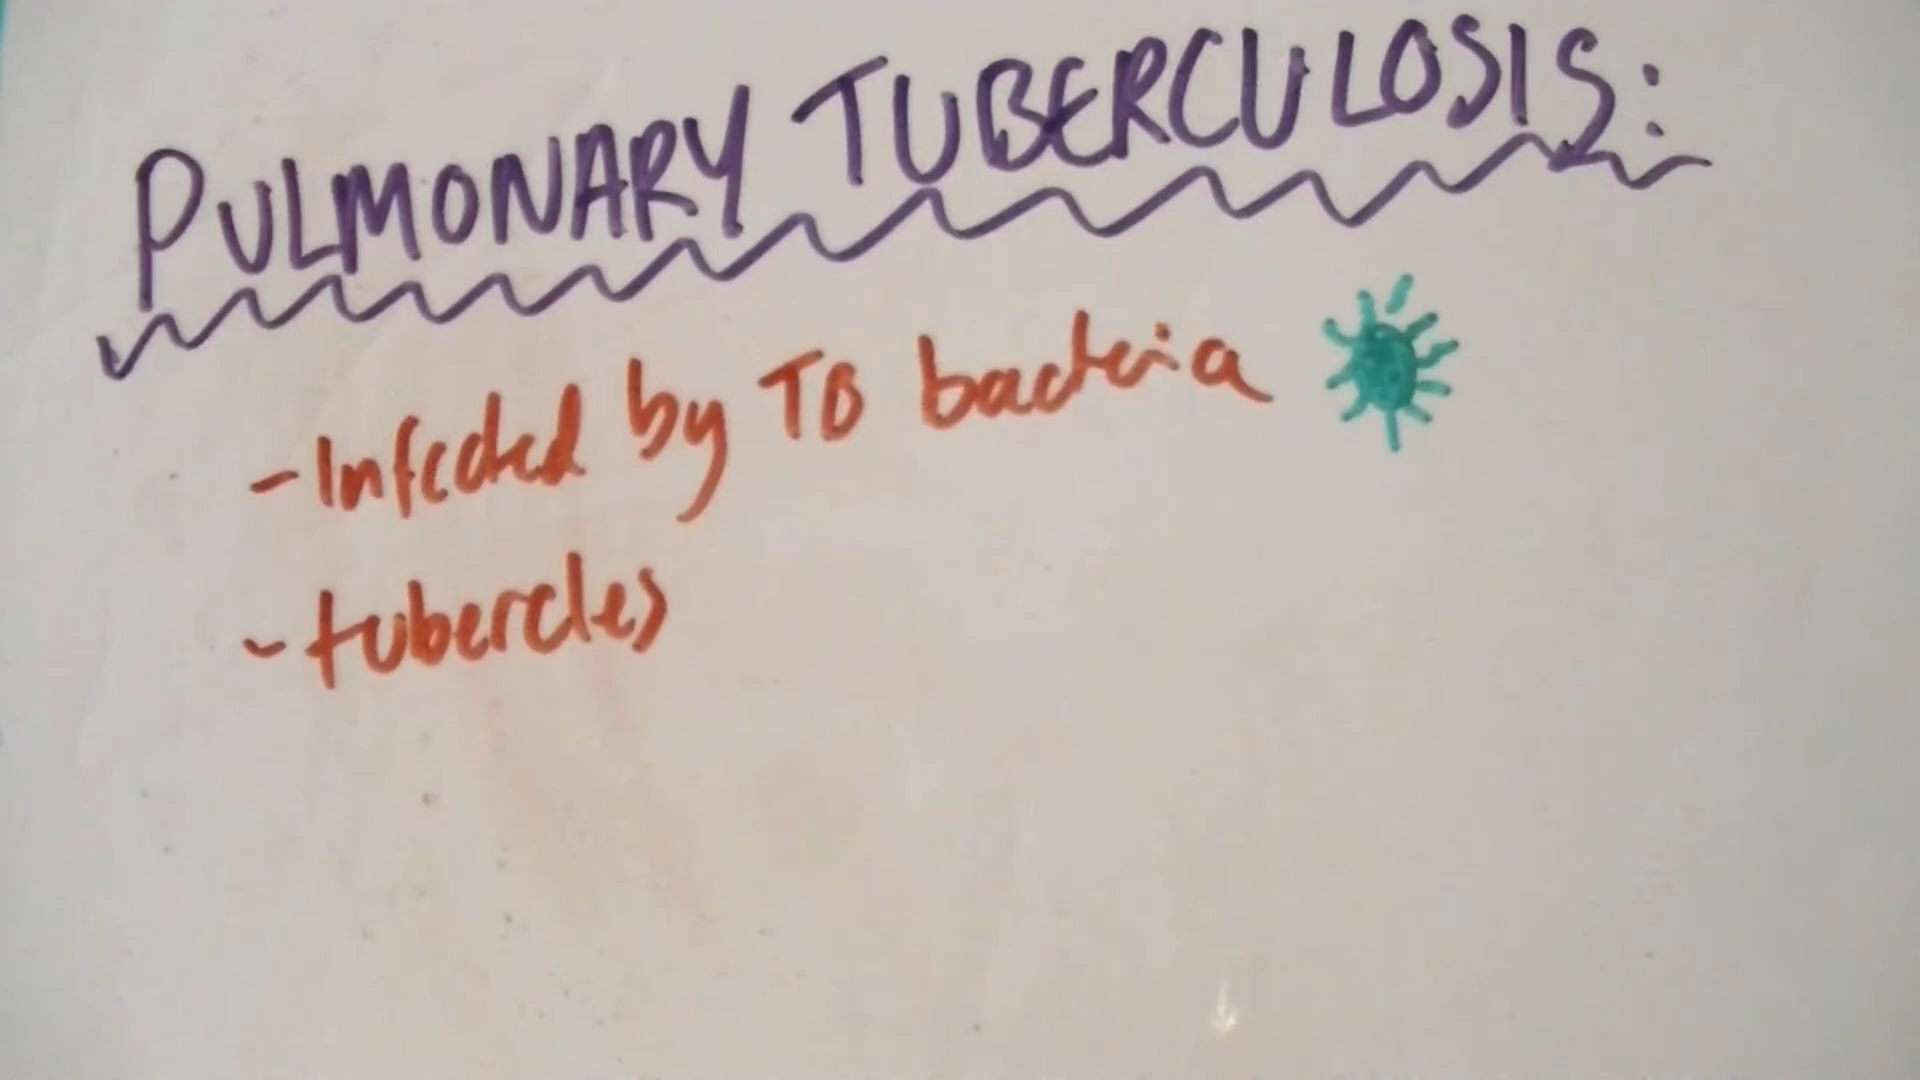 PULMONARY TUBERCULOSIS:
- Infected by TB bacteria
- tubercles